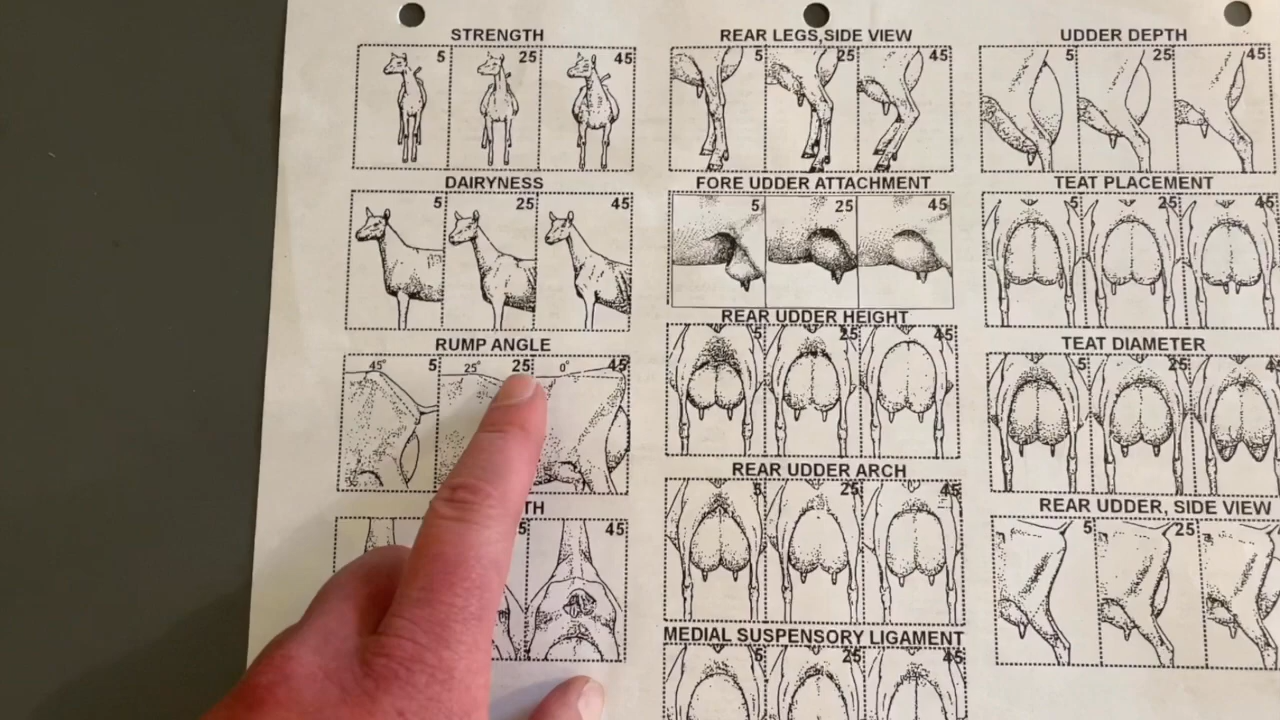 STRENGTH
5 25 45
DAIRYNESS
5 25 45
RUMP ANGLE
45° 5 25° 25 0° 45
TH
45
REAR LEGS,SIDE VIEW
5 25 45
FORE UDDER ATTACHMENT
5 25 45
REAR UDDER HEIGHT
5 25 45
REAR UDDER ARCH
5 25 45
MEDIAL SUSPENSORY LIGAMENT
5 25 45
UDDER DEPTH
5 25 45
TEAT PLACEMENT
5 25 45
TEAT DIAMETER
5 25 45
REAR UDDER, SIDE VIEW
5 25